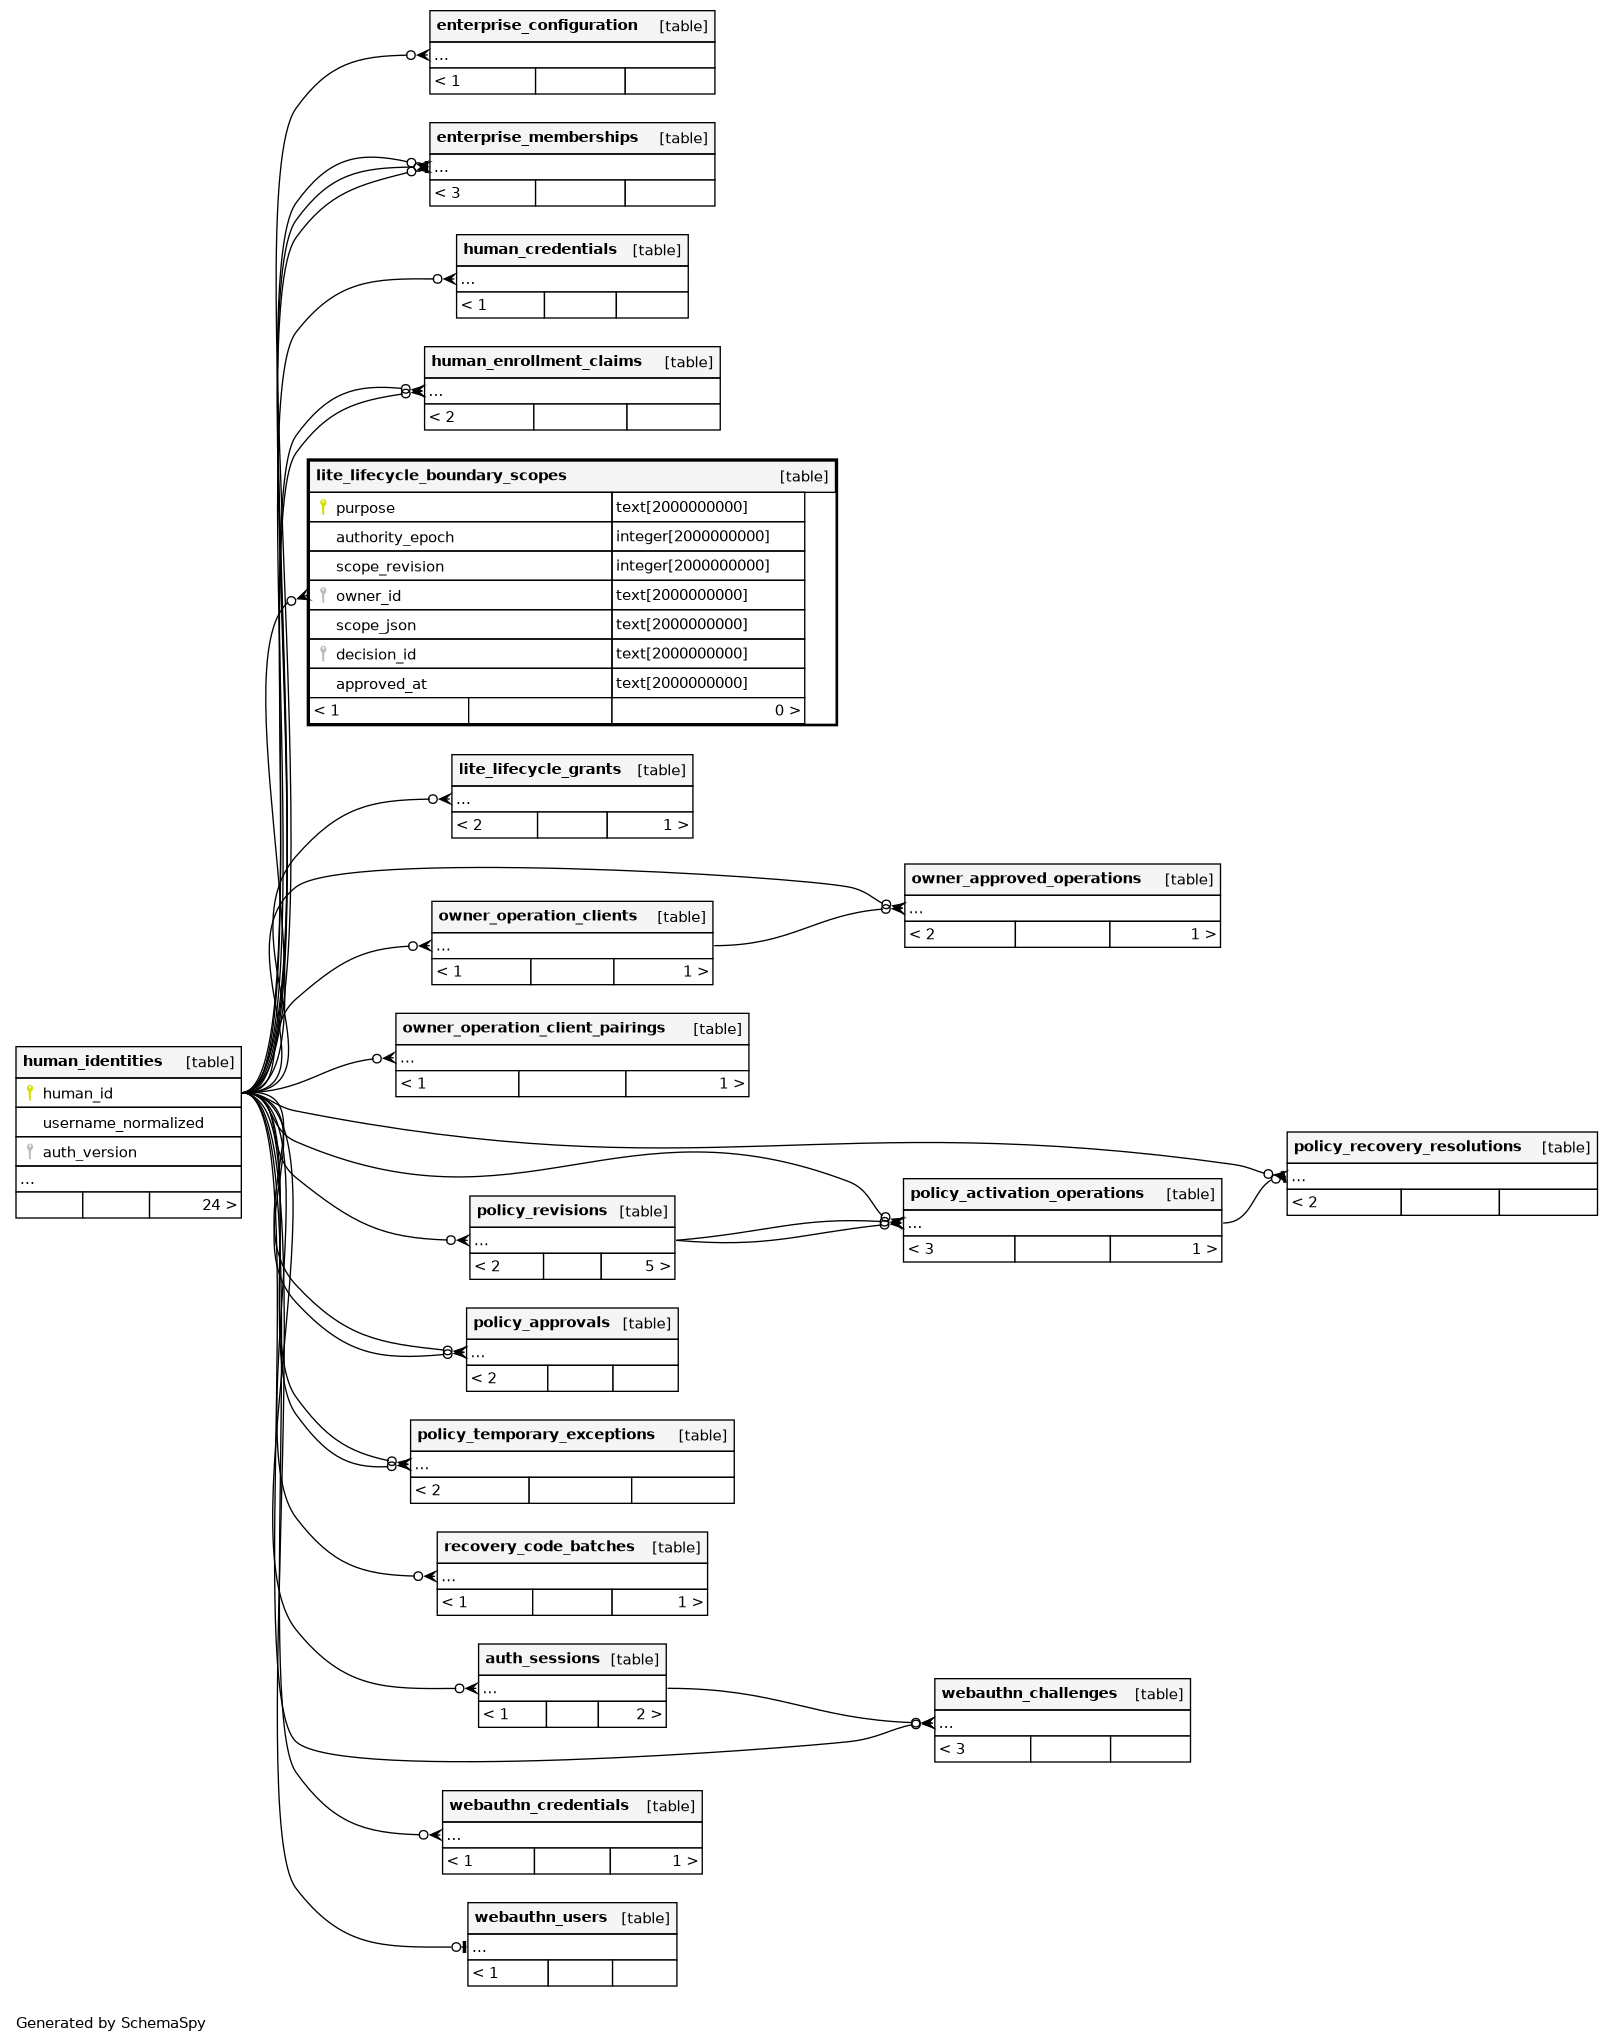 enterprise_configuration [table]
...
< 1
enterprise_memberships [table]
...
< 3
human_credentials [table]
...
< 1
human_enrollment_claims [table]
...
< 2
lite_lifecycle_boundary_scopes [table]
purpose text[2000000000]
authority_epoch integer[2000000000]
scope_revision integer[2000000000]
owner_id text[2000000000]
scope_json text[2000000000]
decision_id text[2000000000]
approved_at text[2000000000]
< 1 0 >
lite_lifecycle_grants [table]
...
< 2 1 >
owner_approved_operations [table]
...
< 2 1 >
owner_operation_clients [table]
...
< 1 1 >
owner_operation_client_pairings [table]
...
< 1 1 >
human_identities [table]
human_id
username_normalized
auth_version
...
24 >
policy_recovery_resolutions [table]
...
< 2
policy_activation_operations [table]
...
< 3 1 >
policy_revisions [table]
...
< 2 5 >
policy_approvals [table]
...
< 2
policy_temporary_exceptions [table]
...
< 2
recovery_code_batches [table]
...
< 1 1 >
auth_sessions [table]
...
< 1 2 >
webauthn_challenges [table]
...
< 3
webauthn_credentials [table]
...
< 1 1 >
webauthn_users [table]
...
< 1
Generated by SchemaSpy